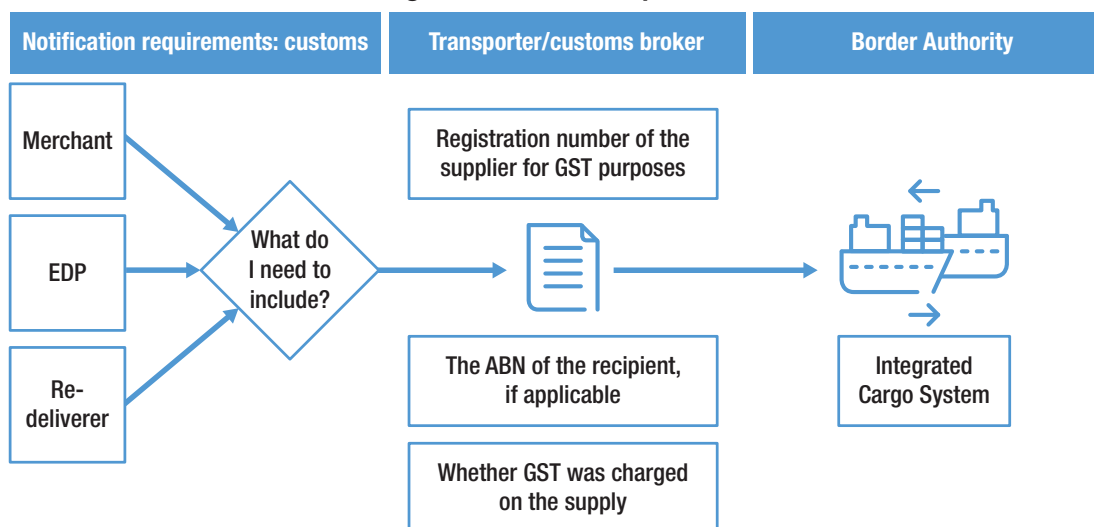 Notification requirements: customs
Transporter/customs broker
Border Authority
Merchant
EDP
Re-
deliverer
What do
I need to
include?
Registration number of the
supplier for GST purposes
The ABN of the recipient,
if applicable
Whether GST was charged
on the supply
Integrated
Cargo System